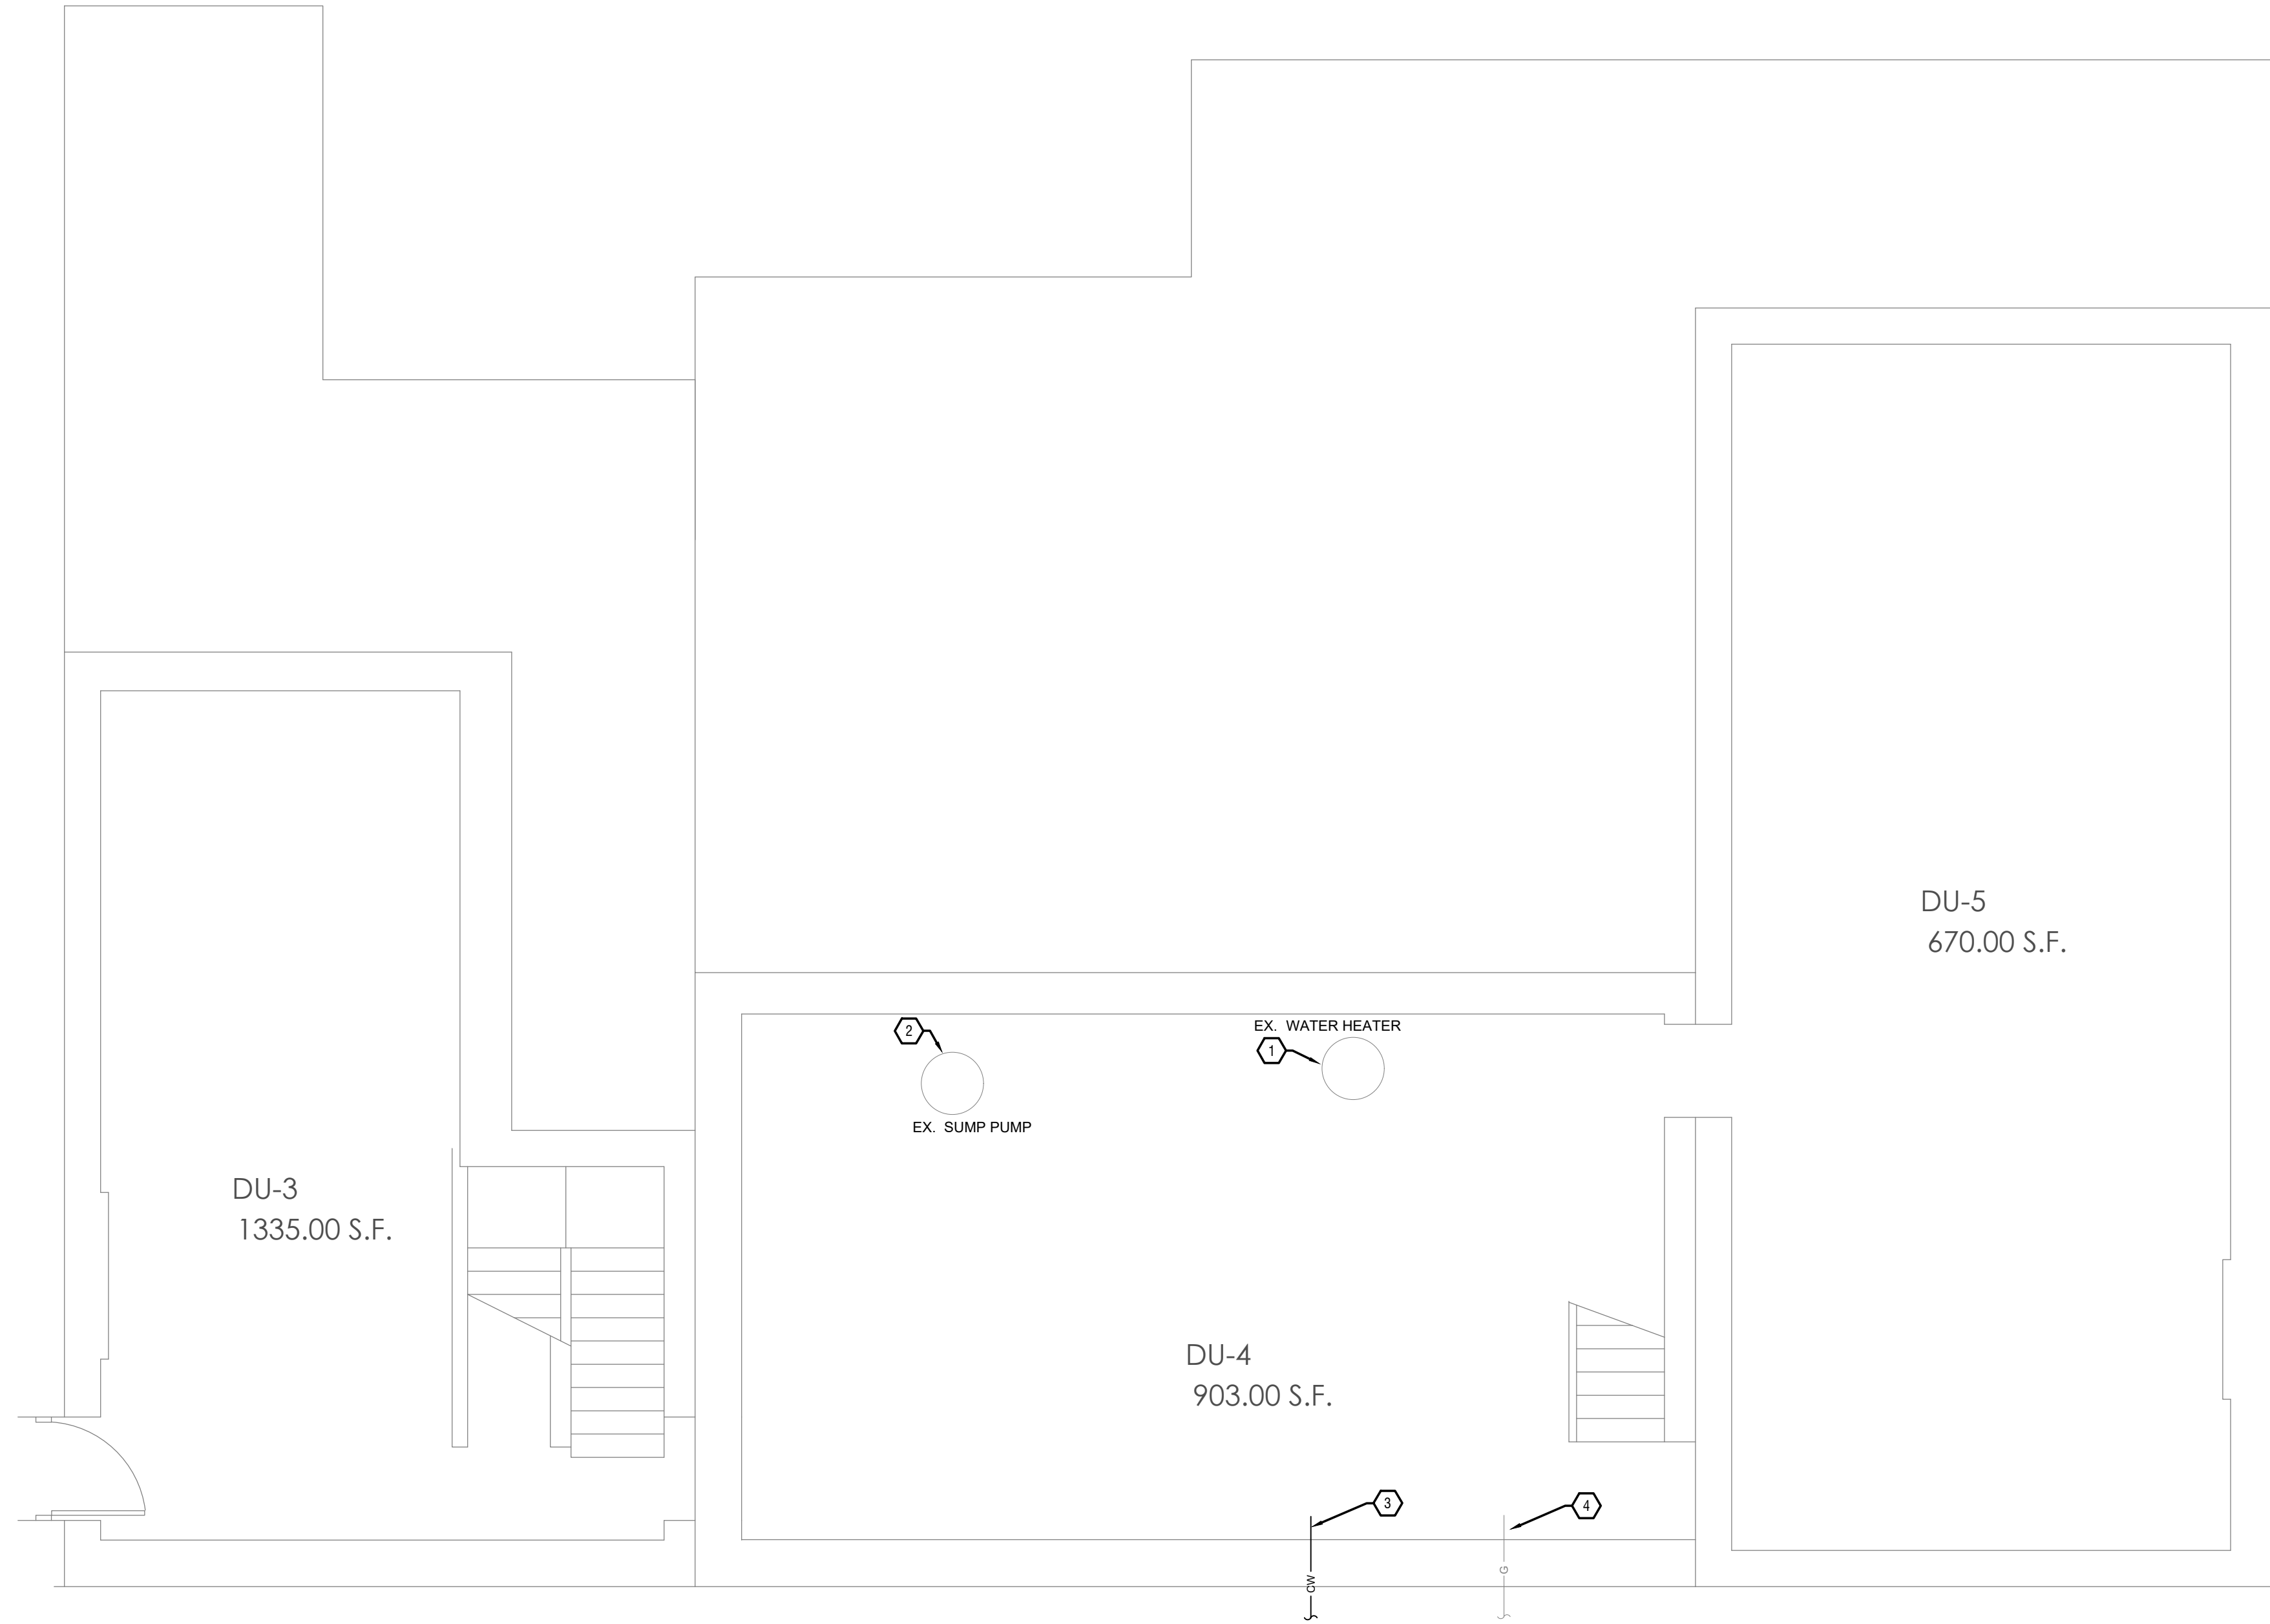 DU-5
670.00 S.F.
EX.  WATER HEATER
2
1
EX.  SUMP PUMP
DU-3
1335.00 S.F.
DU-4
903.00 S.F.
3
4
CW
G